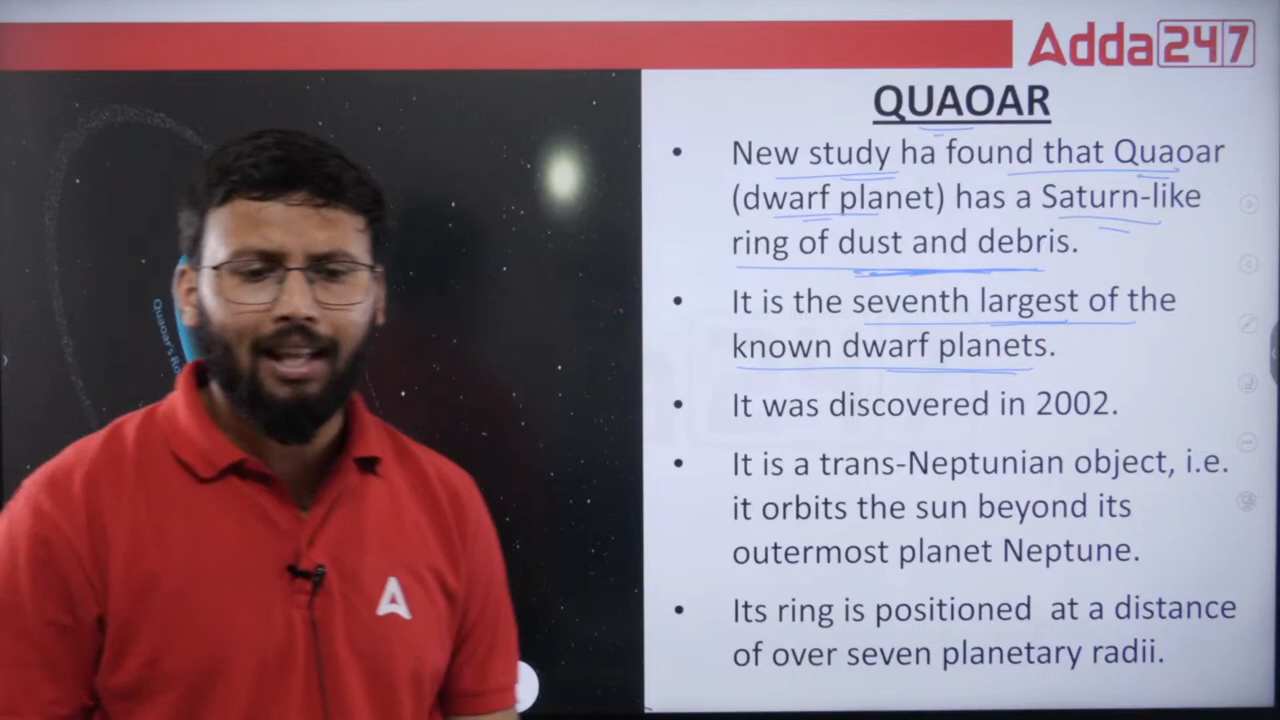 Adda247
QUAOAR
• New study ha found that Quaoar
(dwarf planet) has a Saturn-like
ring of dust and debris.
• It is the seventh largest of the
known dwarf planets.
• It was discovered in 2002.
• It is a trans-Neptunian object, i.e.
it orbits the sun beyond its
outermost planet Neptune.
• Its ring is positioned at a distance
of over seven planetary radii.
Quaoar's Ro
A